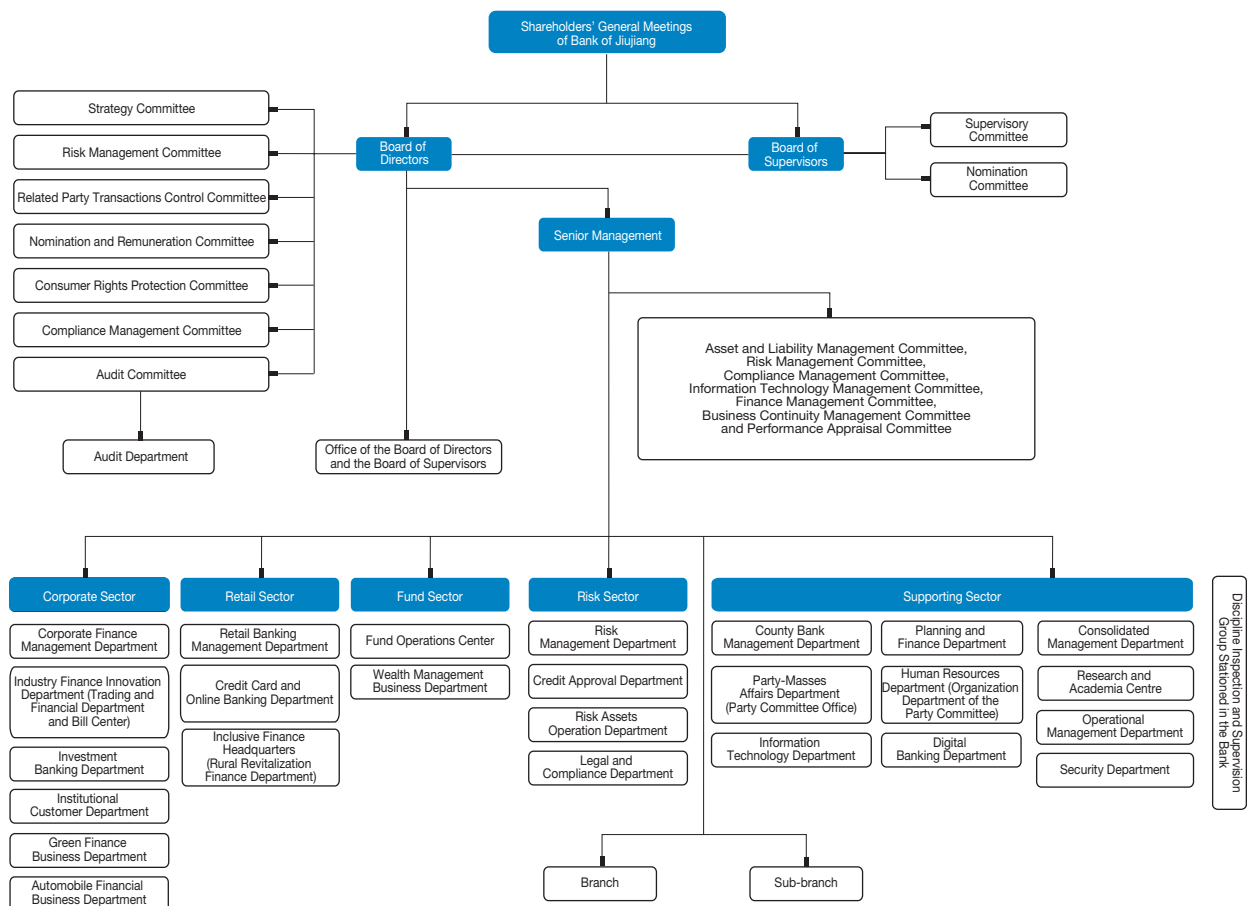 Shareholders' General Meetings
of Bank of Jiujiang
Strategy Committee
Risk Management Committee
Related Party Transactions Control Committee
Nomination and Remuneration Committee
Consumer Rights Protection Committee
Compliance Management Committee
Audit Committee
Audit Department
Board of
Directors
Board of
Supervisors
Supervisory
Committee
Nomination
Committee
Senior Management
Office of the Board of Directors
and the Board of Supervisors
Asset and Liability Management Committee,
Risk Management Committee,
Compliance Management Committee,
Information Technology Management Committee,
Finance Management Committee,
Business Continuity Management Committee
and Performance Appraisal Committee
Corporate Sector
Corporate Finance
Management Department
Industry Finance Innovation
Department (Trading and
Financial Department
and Bill Center)
Investment
Banking Department
Institutional
Customer Department
Green Finance
Business Department
Automobile Financial
Business Department
Retail Sector
Retail Banking
Management Department
Credit Card and
Online Banking Department
Inclusive Finance
Headquarters
(Rural Revitalization
Finance Department)
Fund Sector
Fund Operations Center
Wealth Management
Business Department
Risk Sector
Risk
Management Department
Credit Approval Department
Risk Assets
Operation Department
Legal and
Compliance Department
Supporting Sector
County Bank
Management Department
Party-Masses
Affairs Department
(Party Committee Office)
Information
Technology Department
Planning and
Finance Department
Human Resources
Department (Organization
Department of the
Party Committee)
Digital
Banking Department
Consolidated
Management Department
Research and
Academia Centre
Operational
Management Department
Security Department
Discipline Inspection and Supervision
Group Stationed in the Bank
Branch
Sub-branch